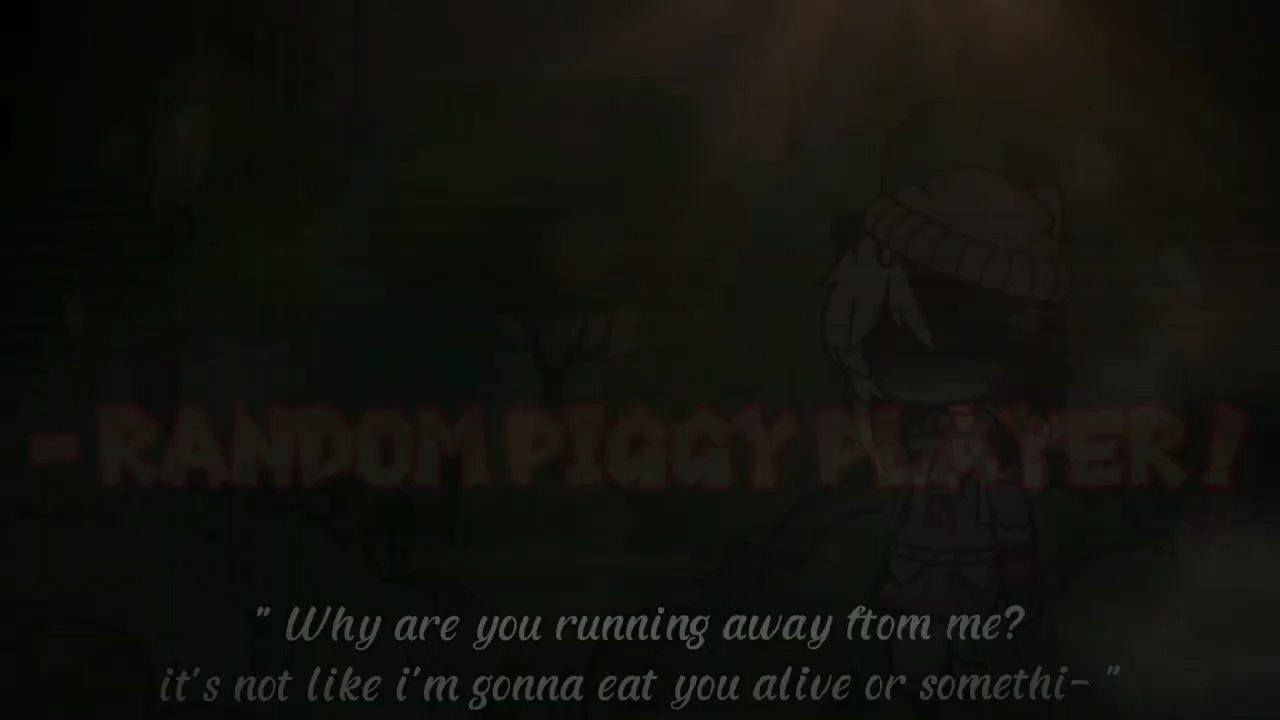 - RANDOM PIGGY PLAYER !
" Why are you running away ftom me?
it's not like i'm gonna eat you alive or somethi- "